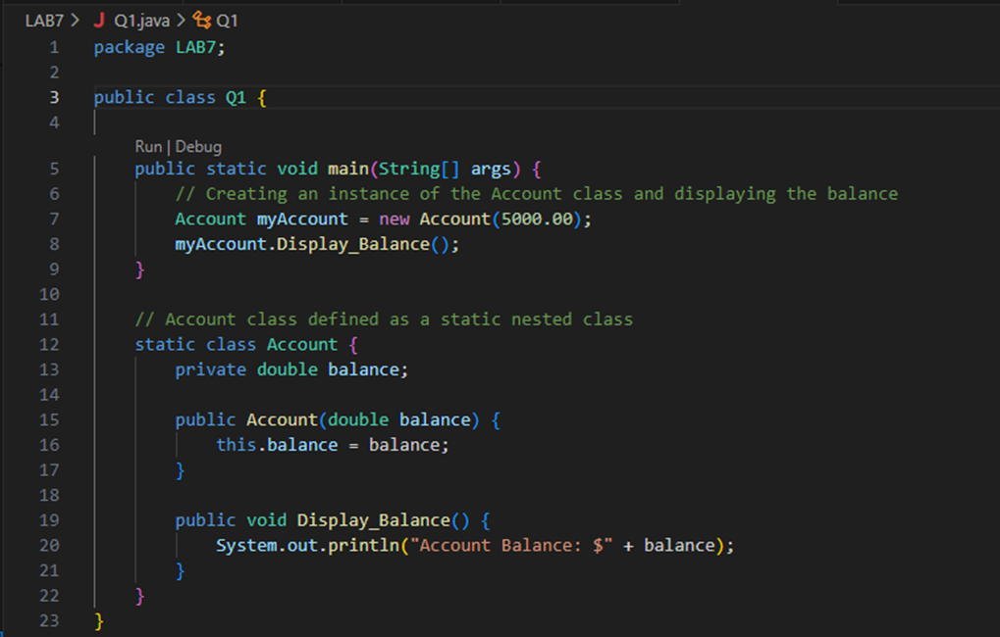 LAB7 > J Q1.java > Q1
1 package LAB7;
2
3 public class Q1 {
4
Run | Debug
5     public static void main(String[] args) {
6         // Creating an instance of the Account class and displaying the balance
7         Account myAccount = new Account(5000.00);
8         myAccount.Display_Balance();
9     }
10
11     // Account class defined as a static nested class
12     static class Account {
13         private double balance;
14
15         public Account(double balance) {
16             this.balance = balance;
17         }
18
19         public void Display_Balance() {
20             System.out.println("Account Balance: $" + balance);
21         }
22     }
23 }